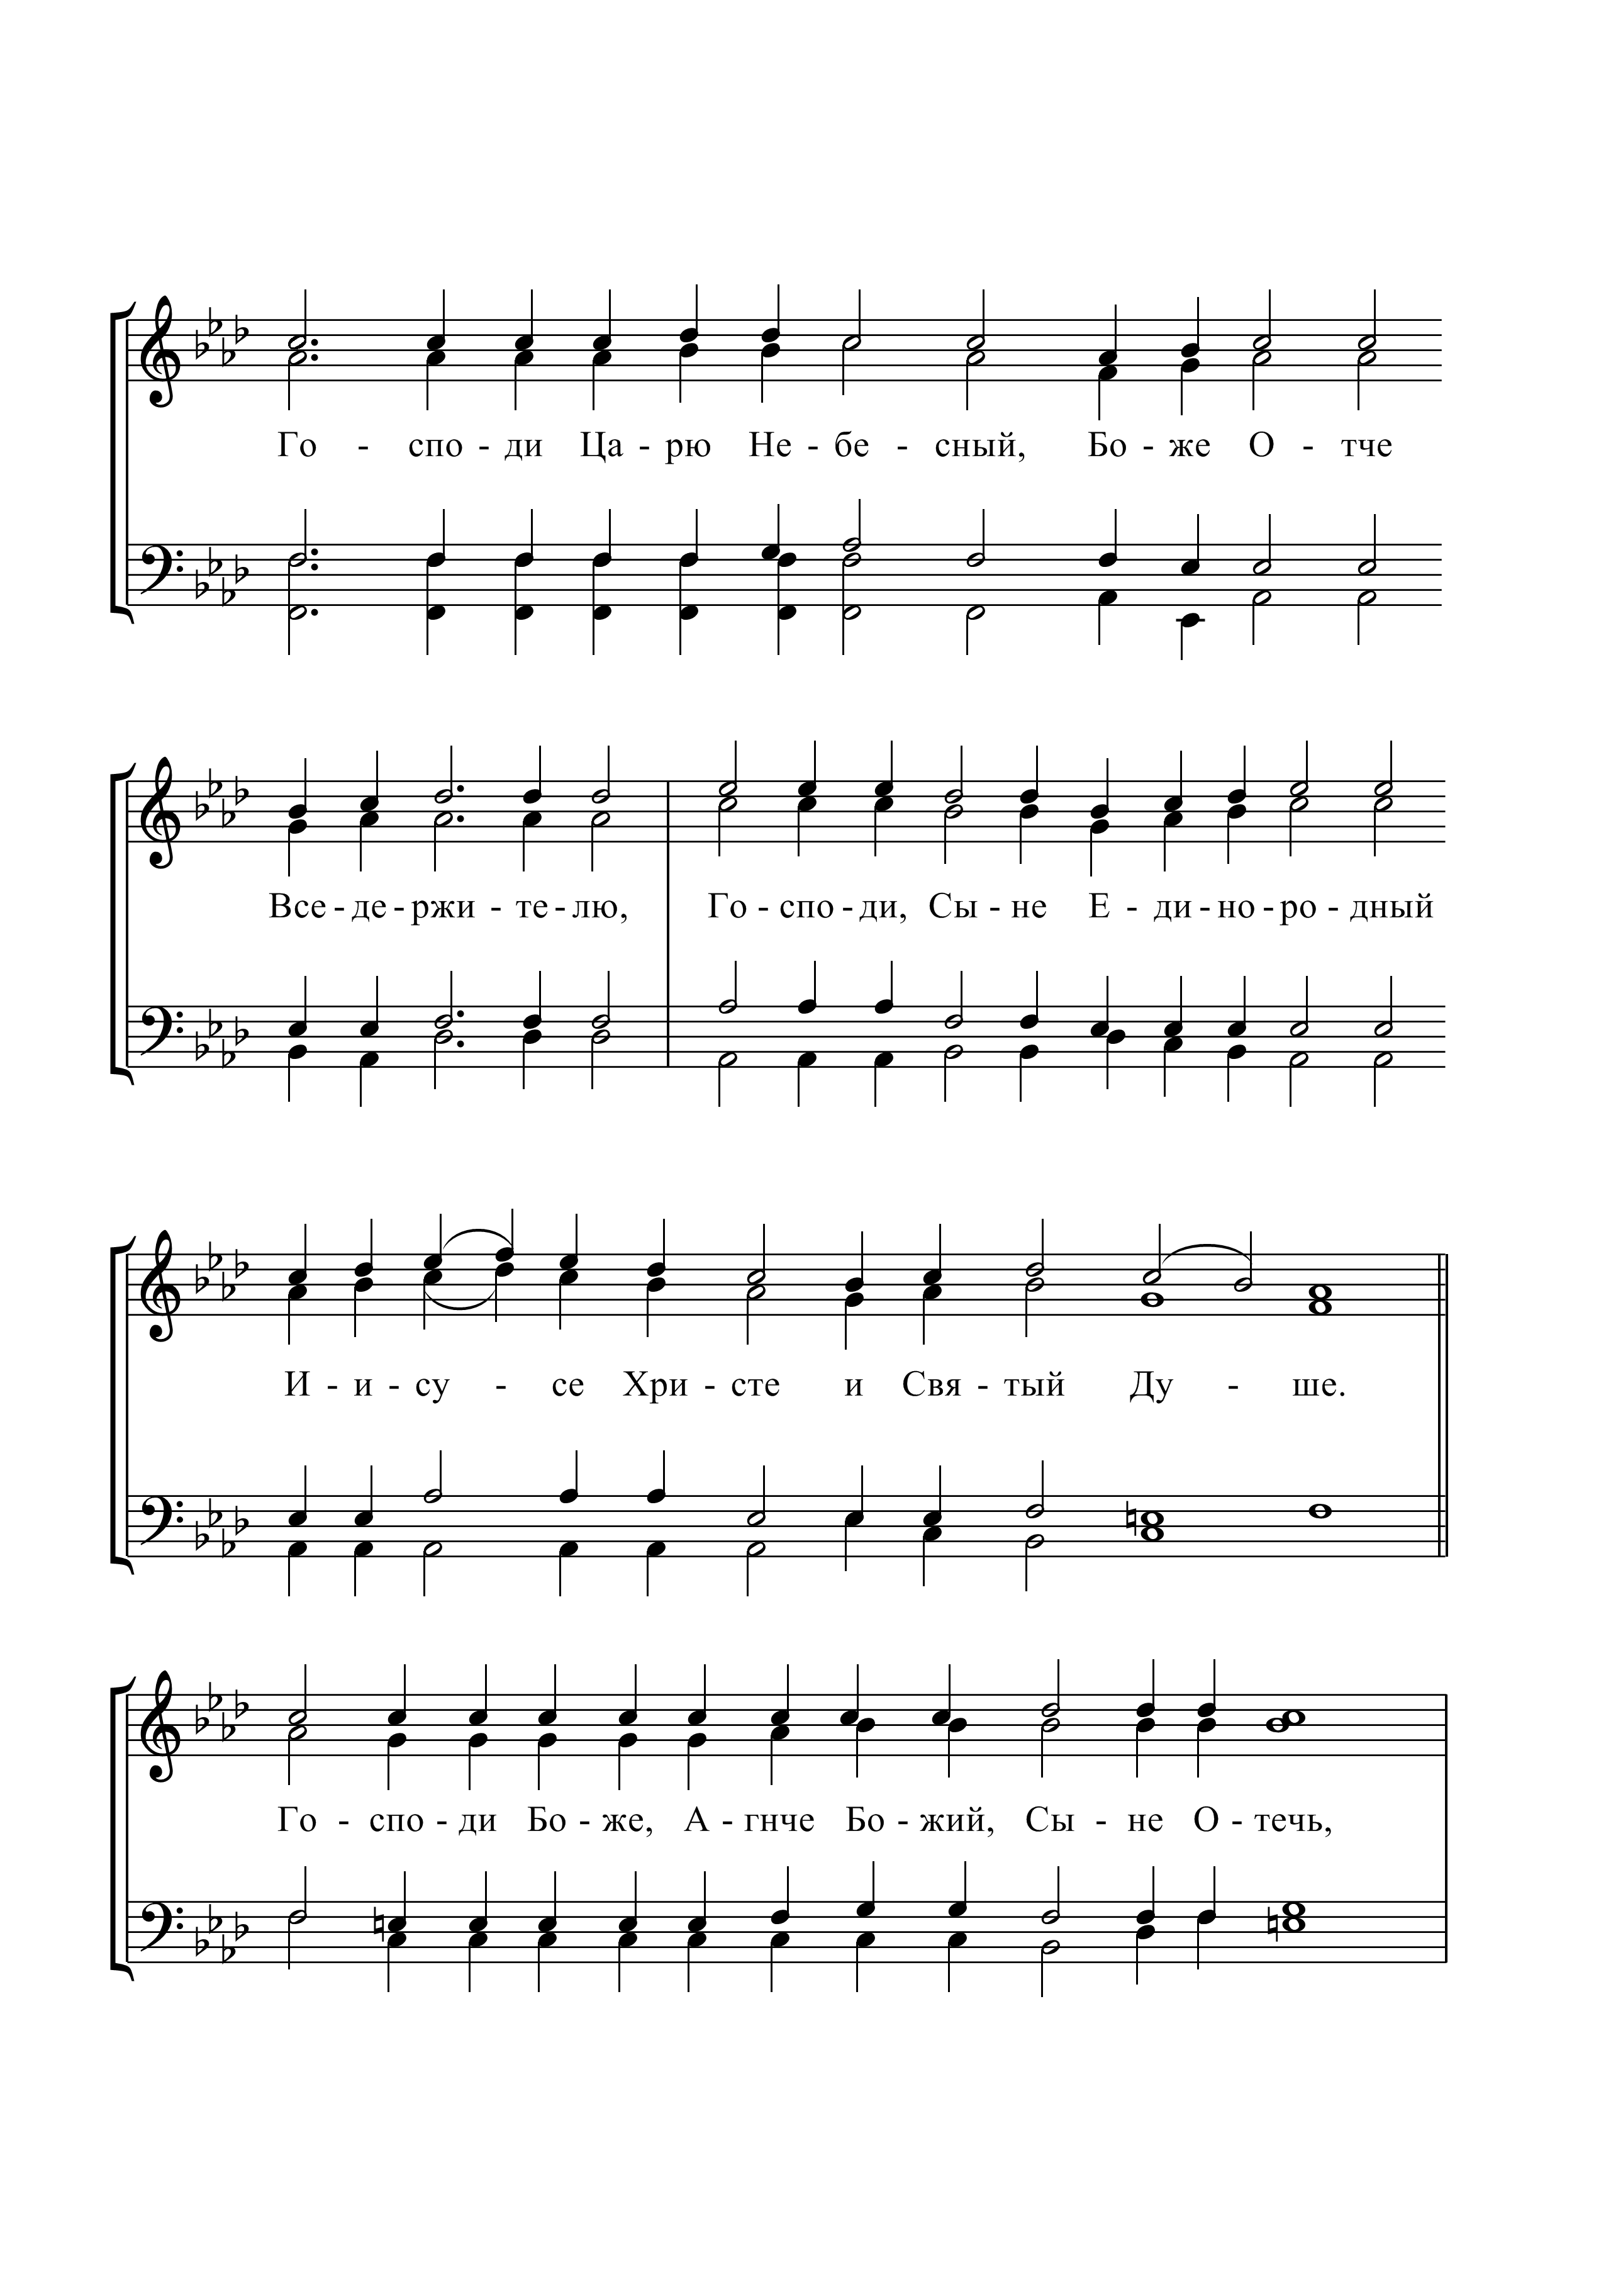 Го - спо - ди Ца - рю Не - бе - сный, Бо - же О - тче
Все - де - ржи - те - лю, Го - спо - ди, Сы - не Е - ди - но - ро - дный
И - и - су - се Хри - сте и Свя - тый Ду - ше.
Го - спо - ди Бо - же, А - гнче Бо - жий, Сы - не О - течь,